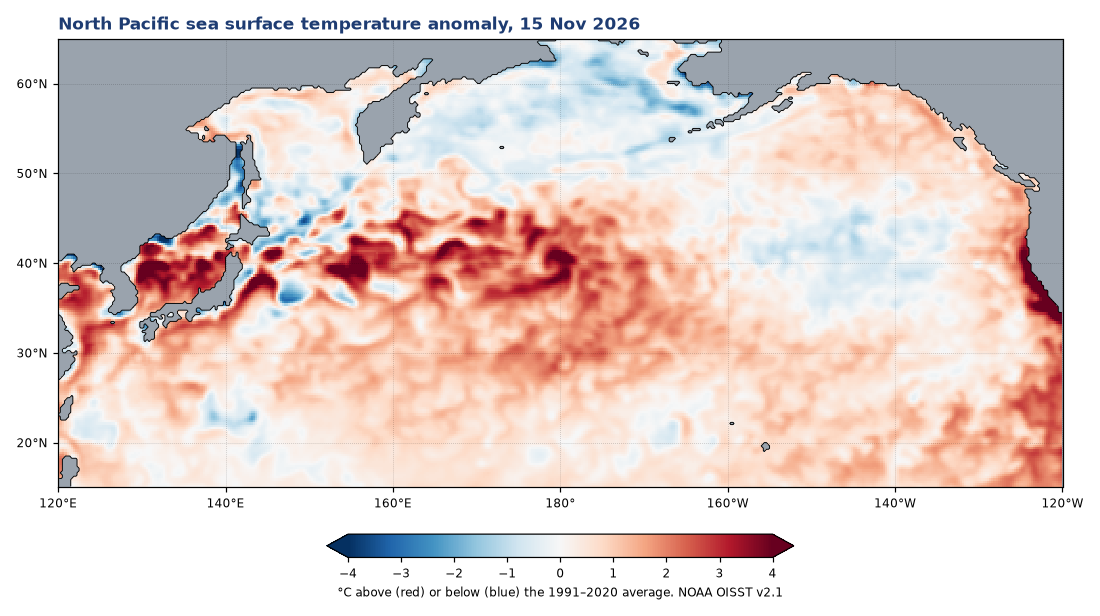 North Pacific sea surface temperature anomaly, 15 Nov 2026
60°N
50°N
40°N
30°N
20°N
120°E 140°E 160°E 180° 160°W 140°W 120°W
−4 −3 −2 −1 0 1 2 3 4
°C above (red) or below (blue) the 1991–2020 average. NOAA OISST v2.1